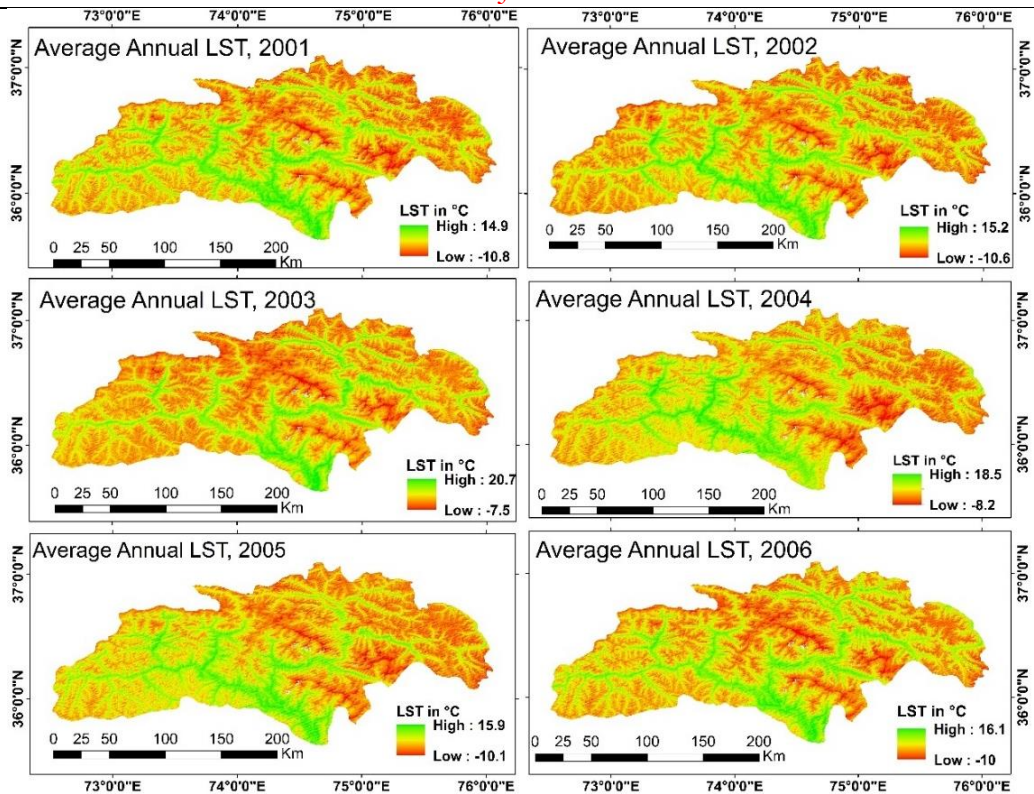 73°0'0"E 74°0'0"E 75°0'0"E 76°0'0"E 73°0'0"E 74°0'0"E 75°0'0"E 76°0'0"E
Average Annual LST, 2001
37°0'0"N
36°0'0"N
LST in °C
High : 14.9
Low : -10.8
0 25 50 100 150 200
Km
Average Annual LST, 2002
37°0'0"N
36°0'0"N
LST in °C
High : 15.2
Low : -10.6
0 25 50 100 150 200
Km
Average Annual LST, 2003
37°0'0"N
36°0'0"N
LST in °C
High : 20.7
Low : -7.5
0 25 50 100 150 200
Km
Average Annual LST, 2004
37°0'0"N
36°0'0"N
LST in °C
High : 18.5
Low : -8.2
0 25 50 100 150 200
Km
Average Annual LST, 2005
37°0'0"N
36°0'0"N
LST in °C
High : 15.9
Low : -10.1
0 25 50 100 150 200
Km
Average Annual LST, 2006
37°0'0"N
36°0'0"N
LST in °C
High : 16.1
Low : -10
0 25 50 100 150 200
Km
73°0'0"E 74°0'0"E 75°0'0"E 76°0'0"E 73°0'0"E 74°0'0"E 75°0'0"E 76°0'0"E